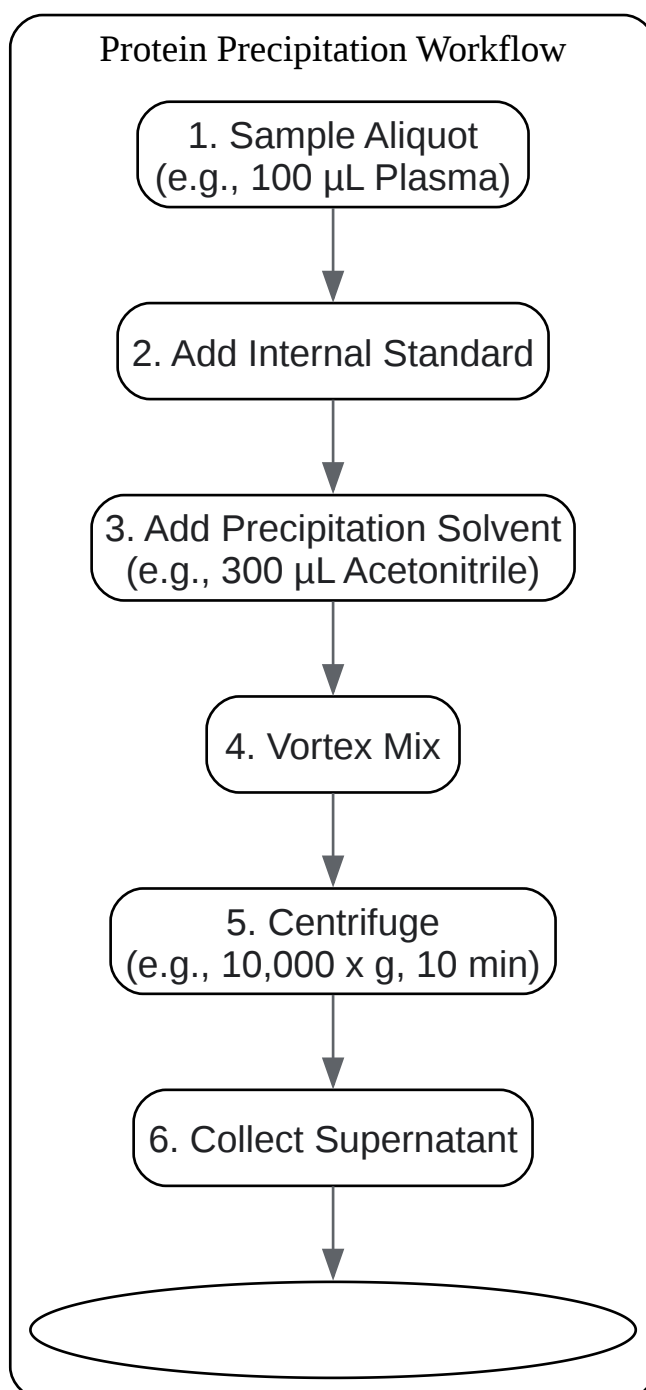 Protein Precipitation Workflow
1. Sample Aliquot
(e.g., 100 µL Plasma)
2. Add Internal Standard
3. Add Precipitation Solvent
(e.g., 300 µL Acetonitrile)
4. Vortex Mix
5. Centrifuge
(e.g., 10,000 x g, 10 min)
6. Collect Supernatant